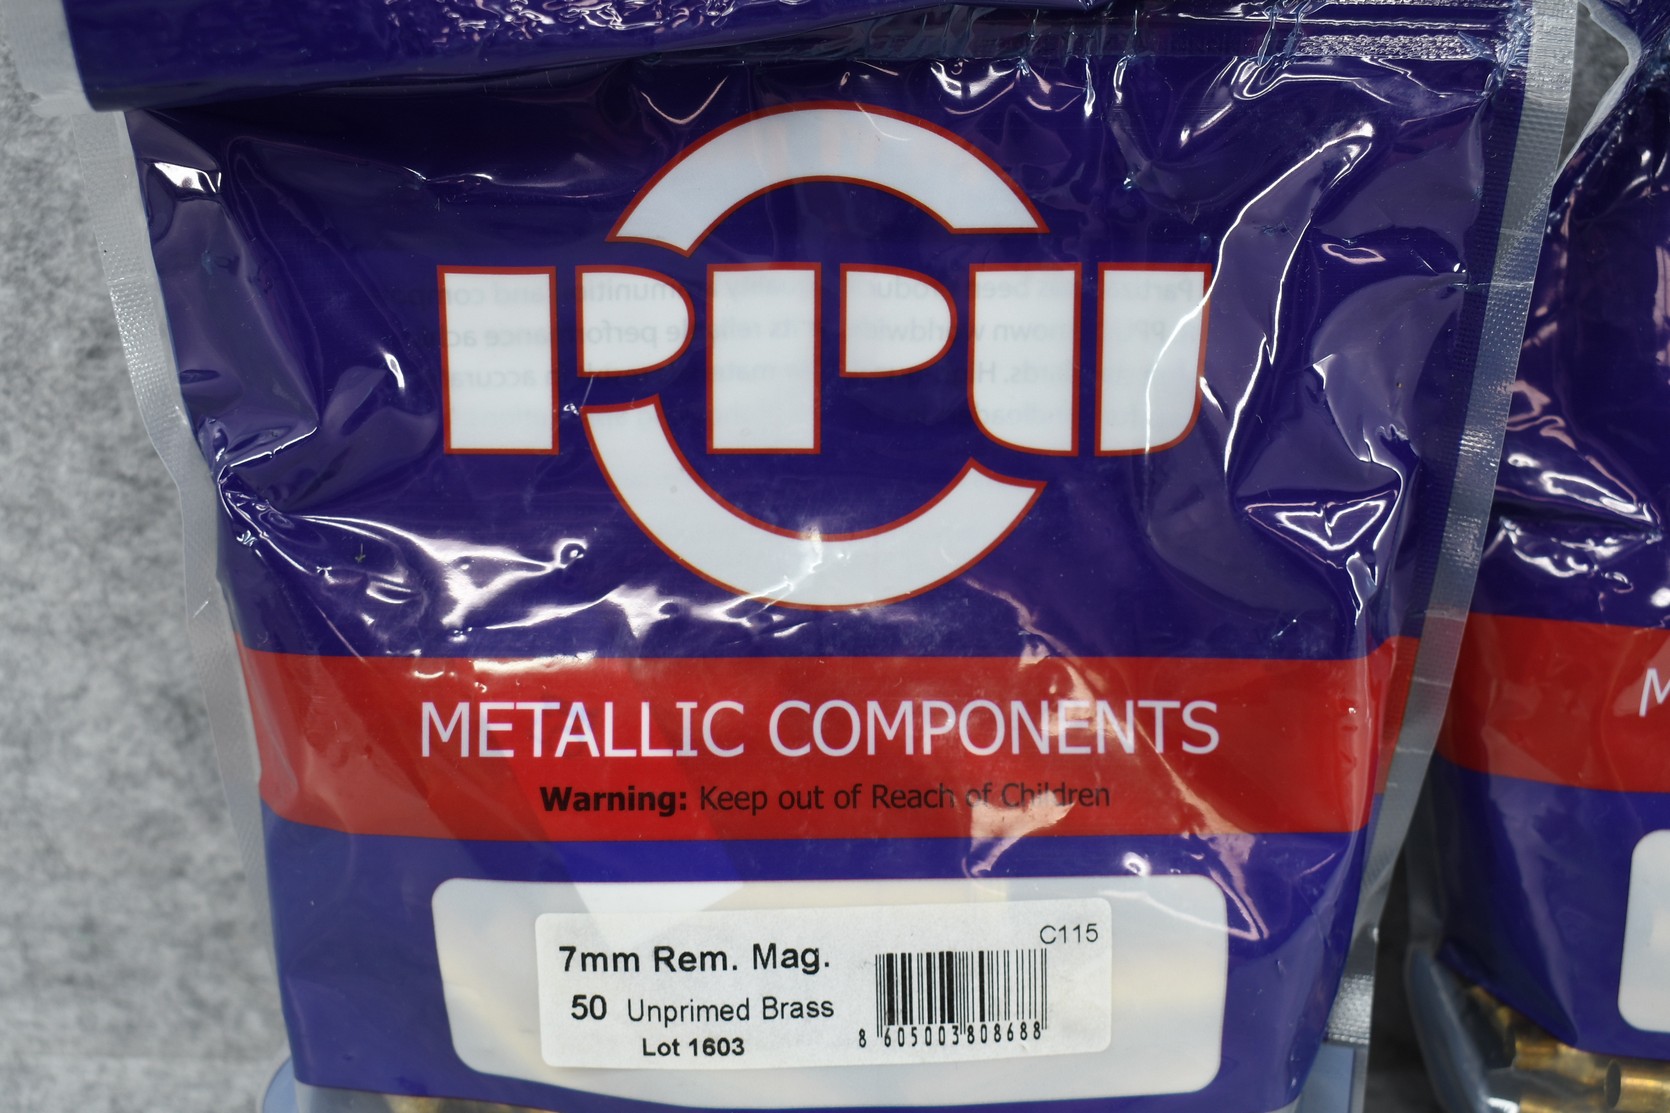 PPU
METALLIC COMPONENTS
Warning: Keep out of Reach of Children
C115
7mm Rem. Mag.
50 Unprimed Brass
Lot 1603
8 605003 808688
M